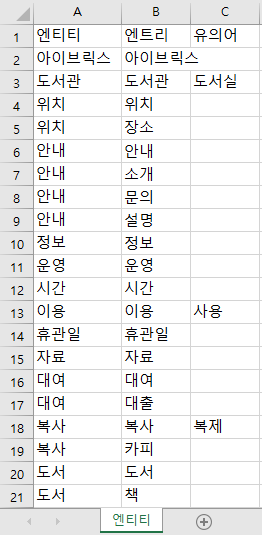 A B C
1 엔티티 엔트리 유의어
2 아이브릭스 아이브릭스
3 도서관 도서관 도서실
4 위치 위치
5 위치 장소
6 안내 안내
7 안내 소개
8 안내 문의
9 안내 설명
10 정보 정보
11 운영 운영
12 시간 시간
13 이용 이용 사용
14 휴관일 휴관일
15 자료 자료
16 대여 대여
17 대여 대출
18 복사 복사 복제
19 복사 카피
20 도서 도서
21 도서 책
엔티티